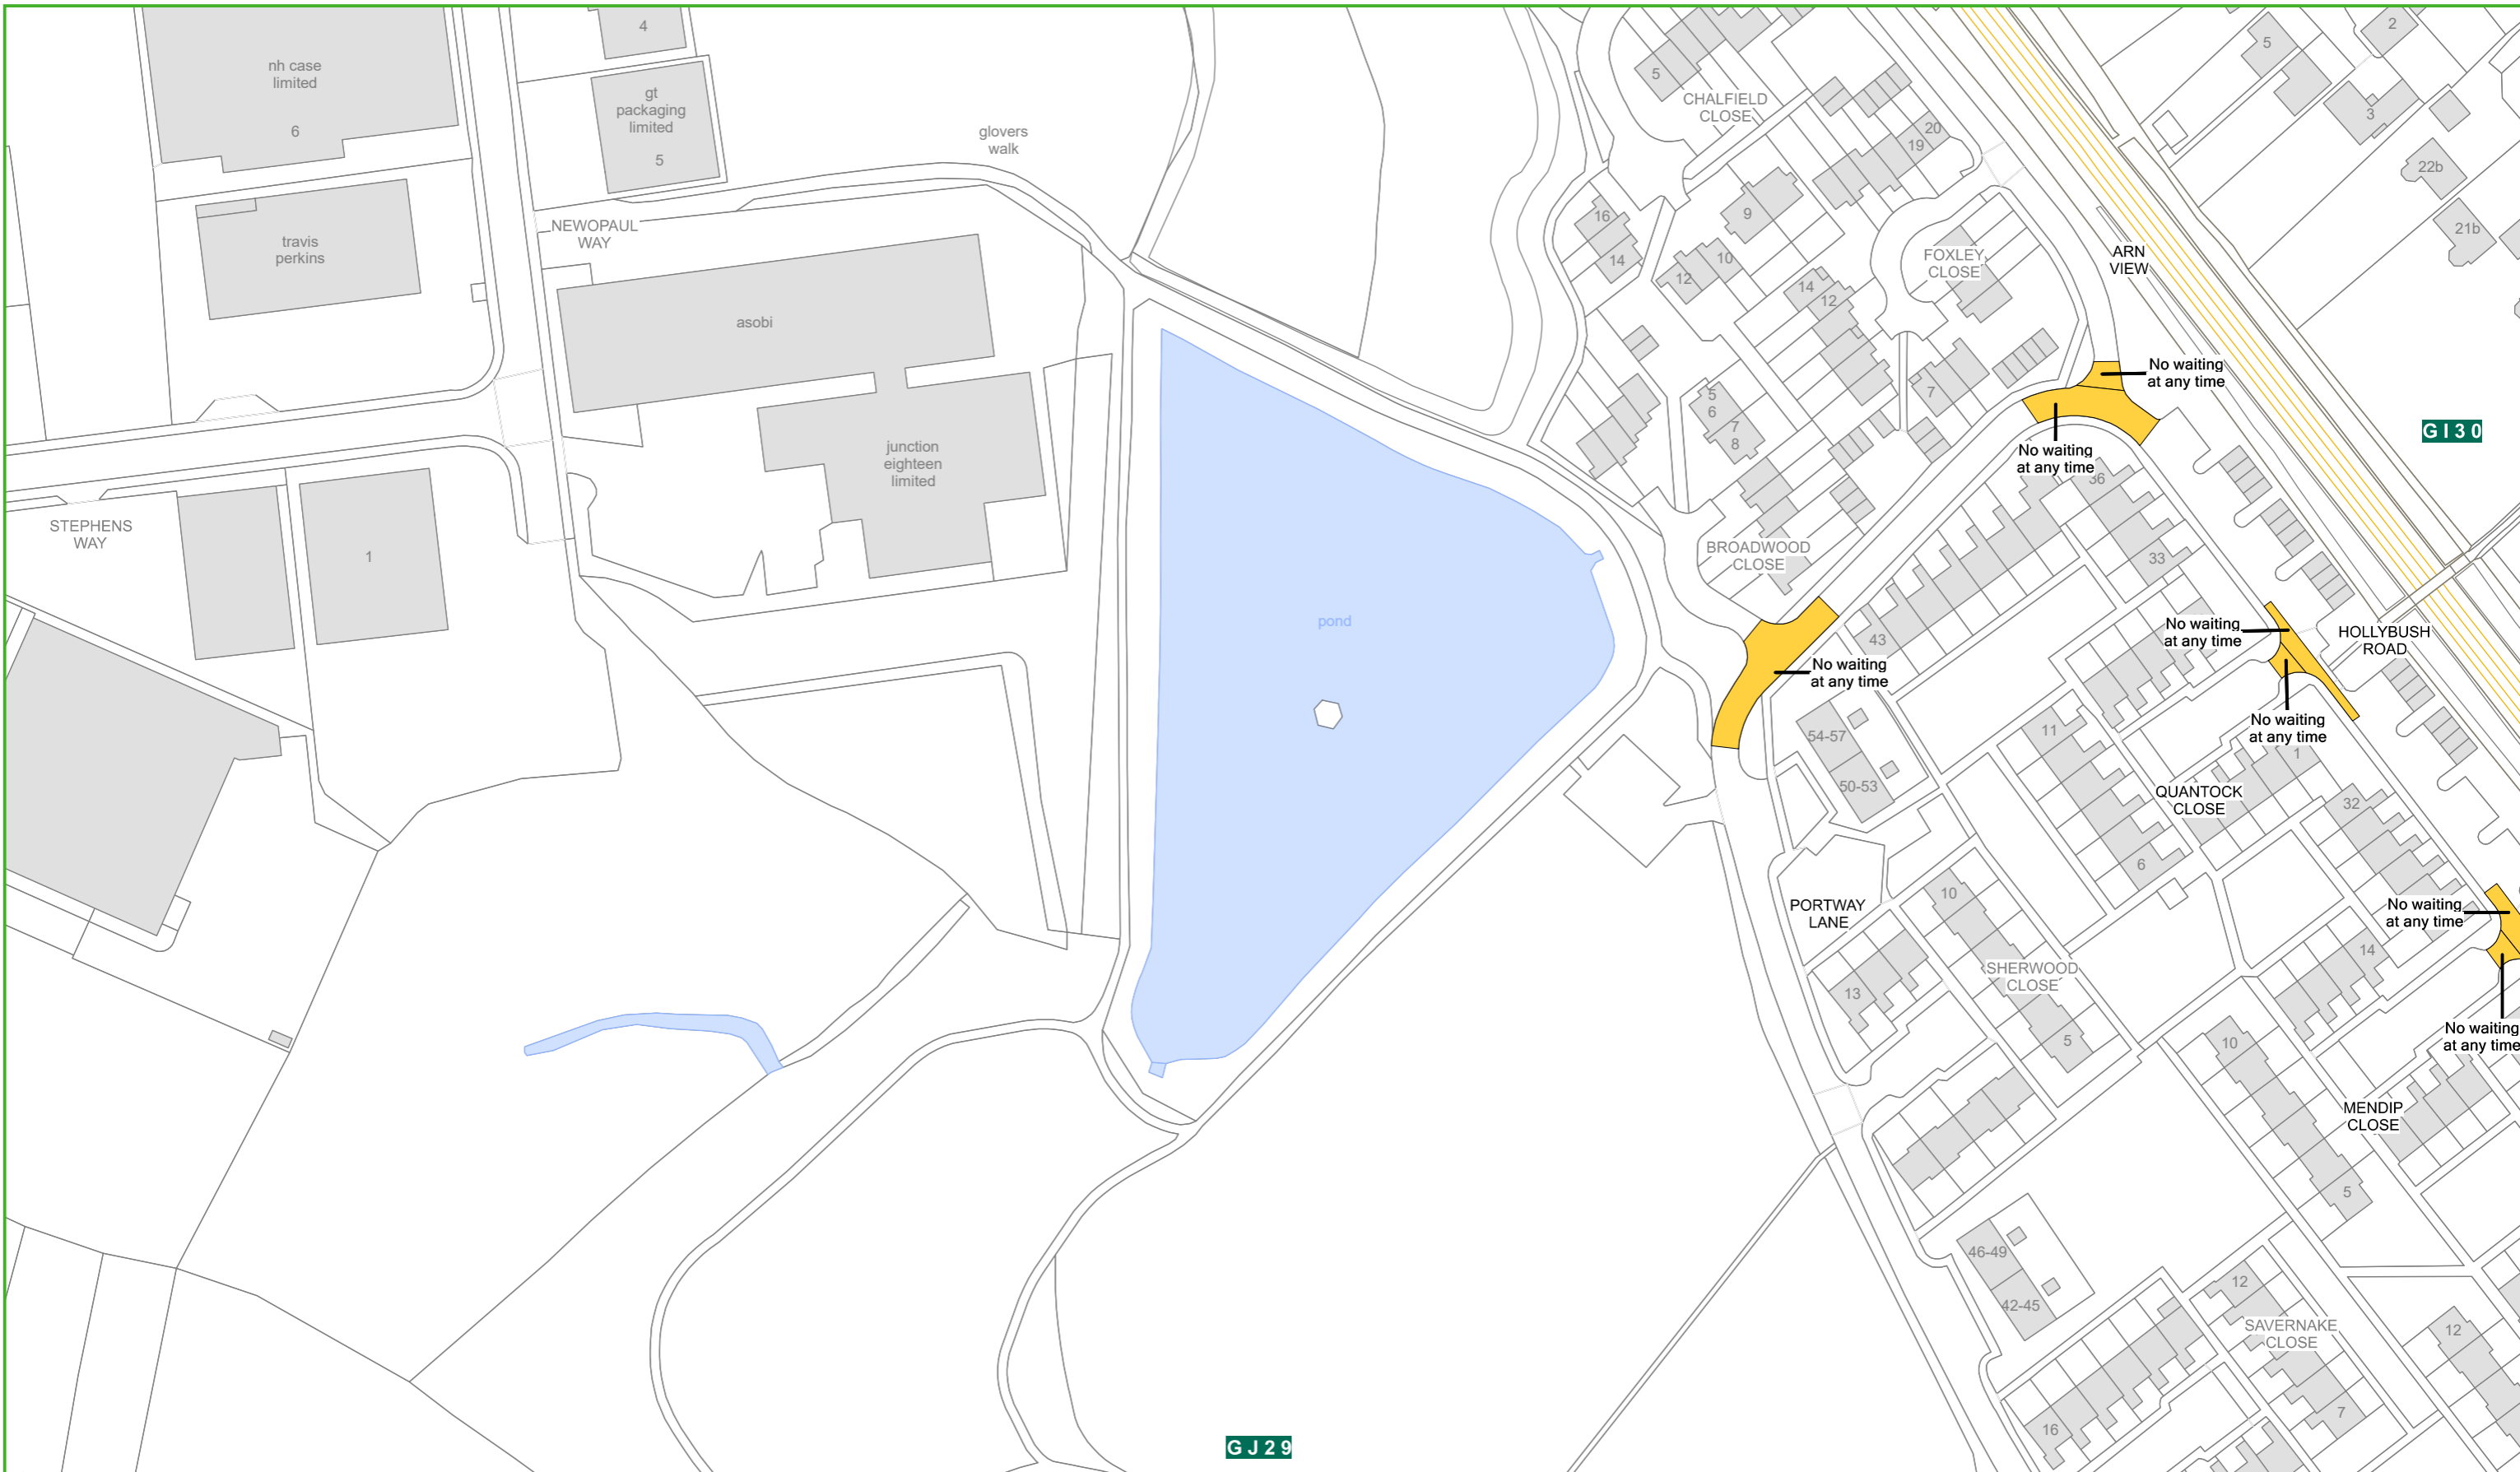 nh case
limited
6
4
gt
packaging
limited
5
glovers
walk
travis
perkins
NEWOPAUL
WAY
asobi
junction
eighteen
limited
STEPHENS
WAY
1
pond
5
CHALFIELD
CLOSE
20
19
16
14
9
10
12
14
12
FOXLEY
CLOSE
ARN
VIEW
5
2
3
22b
21b
5
6
7
8
7
No waiting
at any time
No waiting
at any time
GI30
36
33
BROADWOOD
CLOSE
43
No waiting
at any time
No waiting
at any time
HOLLYBUSH
ROAD
No waiting
at any time
54-57
50-53
11
6
1
QUANTOCK
CLOSE
32
PORTWAY
LANE
10
13
SHERWOOD
CLOSE
5
No waiting
at any time
14
No waiting
at any time
10
MENDIP
CLOSE
5
46-49
42-45
12
SAVERNAKE
CLOSE
12
7
16
GJ29